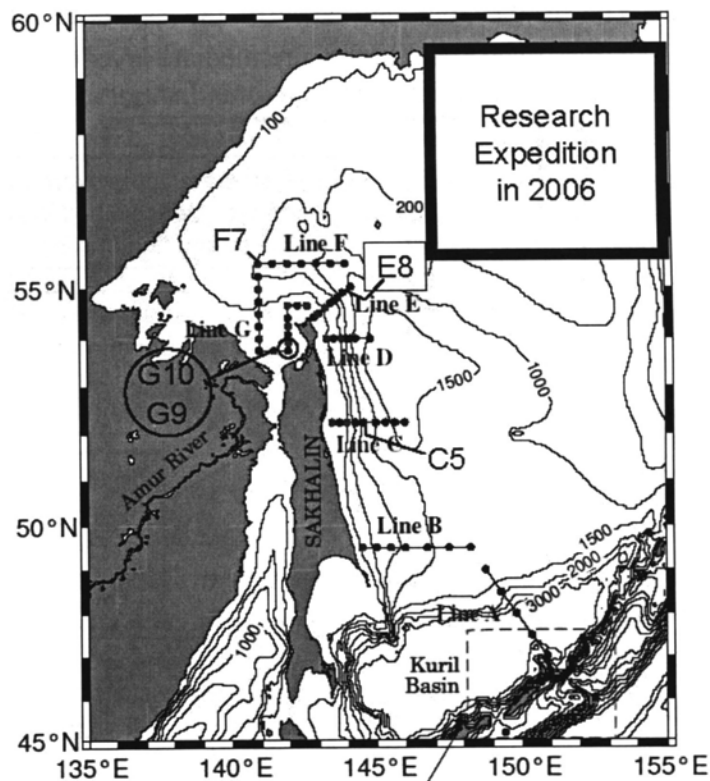 60°N
55°N
50°N
45°N
135°E
140°E
145°E
150°E
155°E
Research
Expedition
in 2006
100
200
F7
Line F
E8
Line E
Line G
Line D
G10
G9
1500
1000
Line C
C5
Amur River
SAKHALIN
Line B
1500
2000
3000
Line A
1000
Kuril
Basin